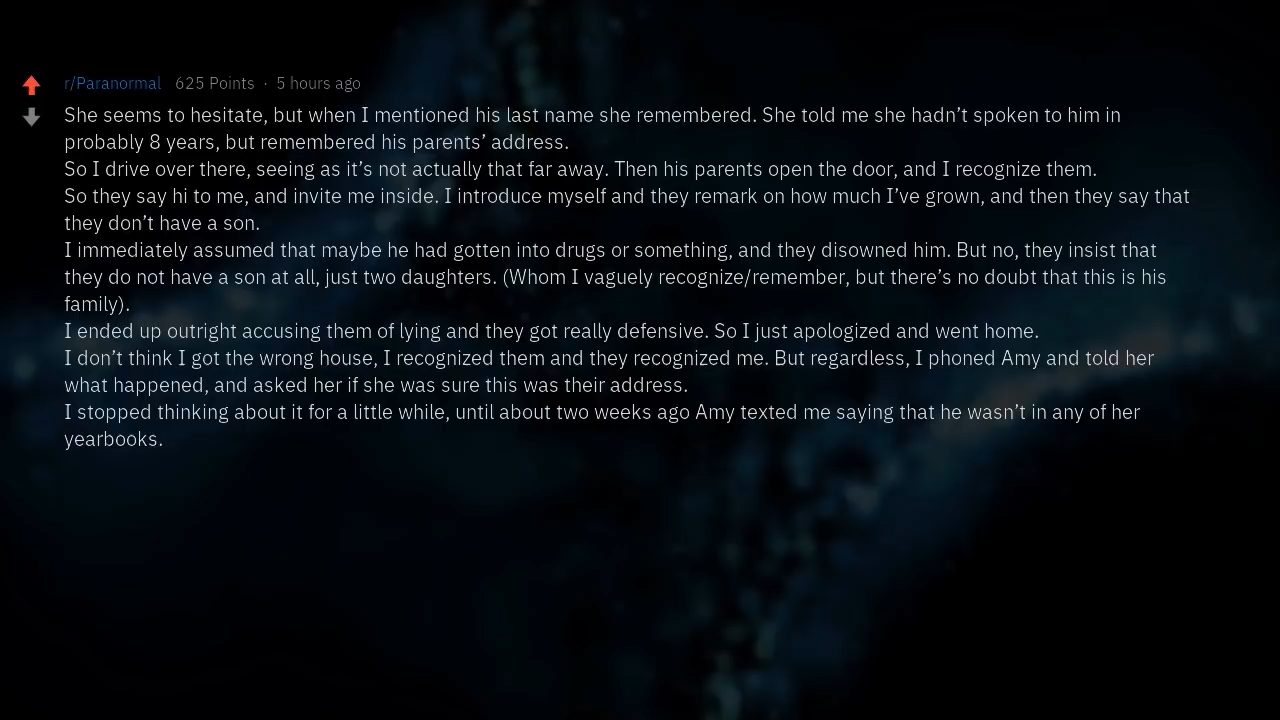 r/Paranormal 625 Points · 5 hours ago
She seems to hesitate, but when I mentioned his last name she remembered. She told me she hadn’t spoken to him in
probably 8 years, but remembered his parents’ address.
So I drive over there, seeing as it’s not actually that far away. Then his parents open the door, and I recognize them.
So they say hi to me, and invite me inside. I introduce myself and they remark on how much I’ve grown, and then they say that
they don’t have a son.
I immediately assumed that maybe he had gotten into drugs or something, and they disowned him. But no, they insist that
they do not have a son at all, just two daughters. (Whom I vaguely recognize/remember, but there’s no doubt that this is his
family).
I ended up outright accusing them of lying and they got really defensive. So I just apologized and went home.
I don’t think I got the wrong house, I recognized them and they recognized me. But regardless, I phoned Amy and told her
what happened, and asked her if she was sure this was their address.
I stopped thinking about it for a little while, until about two weeks ago Amy texted me saying that he wasn’t in any of her
yearbooks.